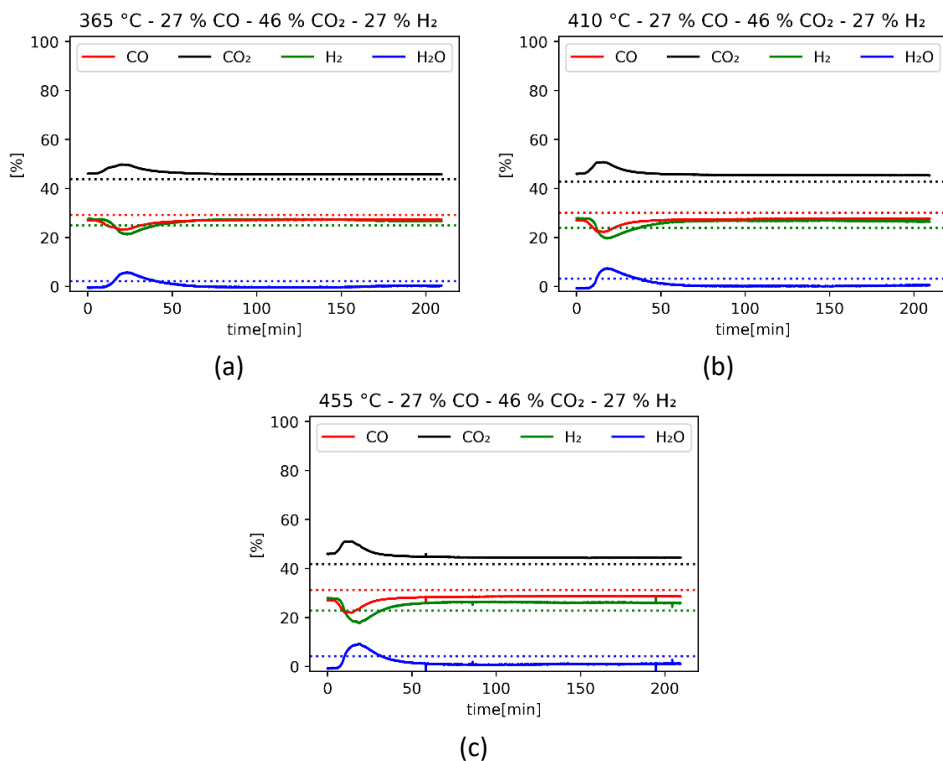 365 °C - 27 % CO - 46 % CO₂ - 27 % H₂
CO CO₂ H₂ H₂O
100
80
60
40
20
0
[%]
0 50 100 150 200
time[min]
(a)
410 °C - 27 % CO - 46 % CO₂ - 27 % H₂
CO CO₂ H₂ H₂O
100
80
60
40
20
0
[%]
0 50 100 150 200
time[min]
(b)
455 °C - 27 % CO - 46 % CO₂ - 27 % H₂
CO CO₂ H₂ H₂O
100
80
60
40
20
0
[%]
0 50 100 150 200
time[min]
(c)